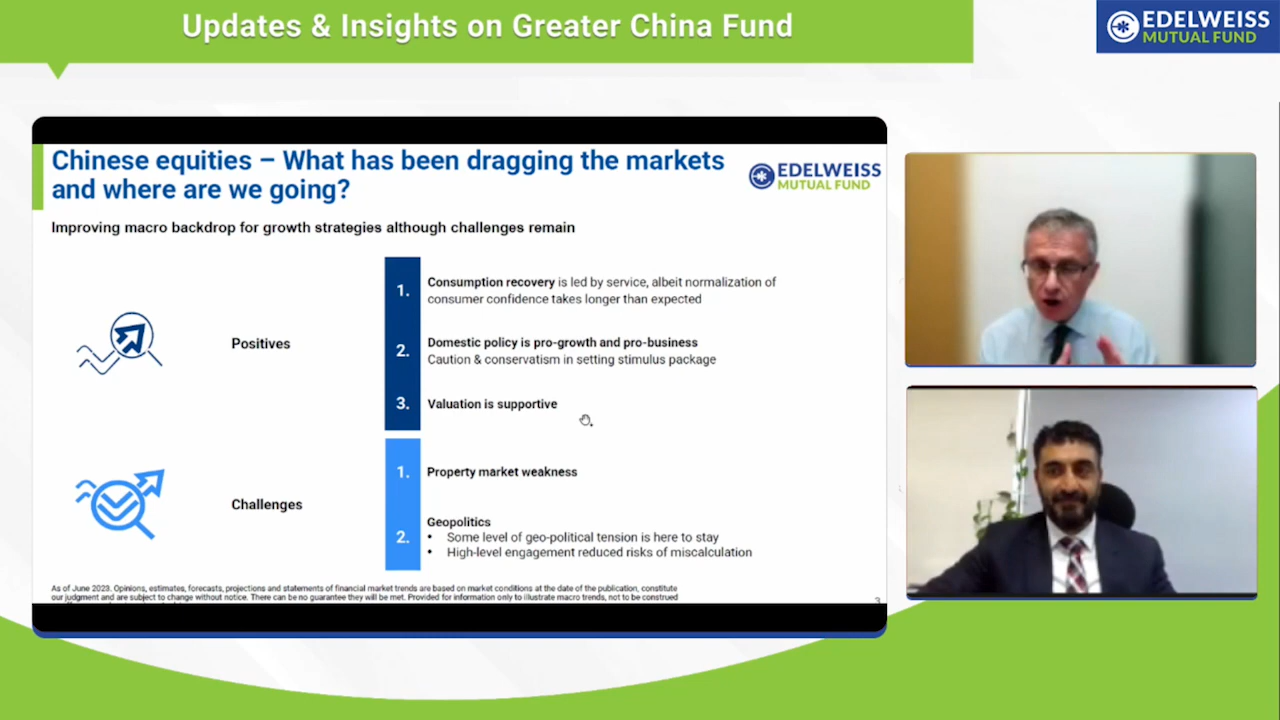 Updates & Insights on Greater China Fund
EDELWEISS
MUTUAL FUND
Chinese equities – What has been dragging the markets
and where are we going?
EDELWEISS
MUTUAL FUND
Improving macro backdrop for growth strategies although challenges remain
Positives
1.
Consumption recovery is led by service, albeit normalization of
consumer confidence takes longer than expected
2.
Domestic policy is pro-growth and pro-business
Caution & conservatism in setting stimulus package
3.
Valuation is supportive
Challenges
1.
Property market weakness
2.
Geopolitics
• Some level of geo-political tension is here to stay
• High-level engagement reduced risks of miscalculation
As of June 2023. Opinions, estimates, forecasts, projections and statements of financial market trends are based on market conditions at the date of the publication, constitute
our judgment and are subject to change without notice. There can be no guarantee they will be met. Provided for information only to illustrate macro trends, not to be construed
3